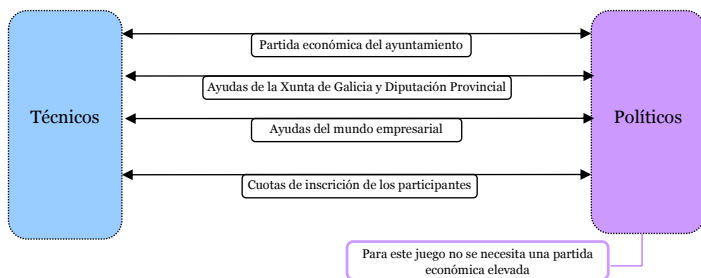 Partida económica del ayuntamiento
Ayudas de la Xunta de Galicia y Diputación Provincial
Técnicos
Políticos
Ayudas del mundo empresarial
Cuotas de inscrición de los participantes
Para este juego no se necesita una partida
económica elevada